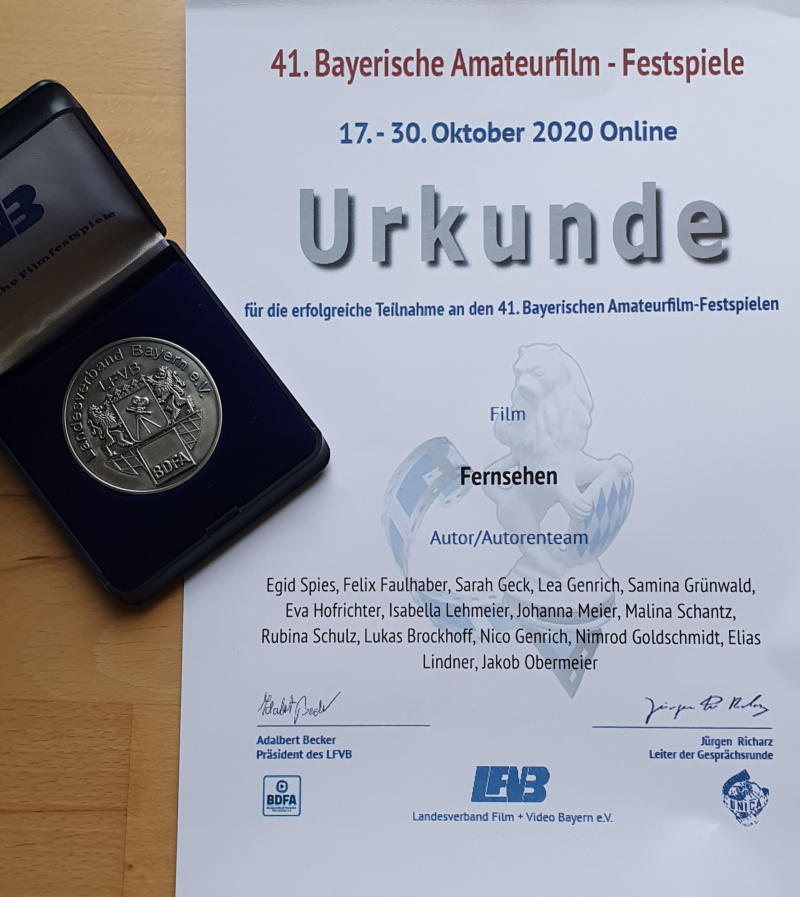 41. Bayerische Amateurfilm - Festspiele
17. - 30. Oktober 2020 Online
Urkunde
für die erfolgreiche Teilnahme an den 41. Bayerischen Amateurfilm-Festspielen
Film
Fernsehen
Autor/Autorenteam
Egid Spies, Felix Faulhaber, Sarah Geck, Lea Genrich, Samina Grünwald,
Eva Hofrichter, Isabella Lehmeier, Johanna Meier, Malina Schantz,
Rubina Schulz, Lukas Brockhoff, Nico Genrich, Nimrod Goldschmidt, Elias
Lindner, Jakob Obermeier
Adalbert Becker
Präsident des LFVB
Jürgen Richarz
Leiter der Gesprächsrunde
BDFA
LFVB
Landesverband Film + Video Bayern e.V.
UNICA
VB
he Filmfestspiele
Landesverband Bayern e.V.
LFVB
BDFA